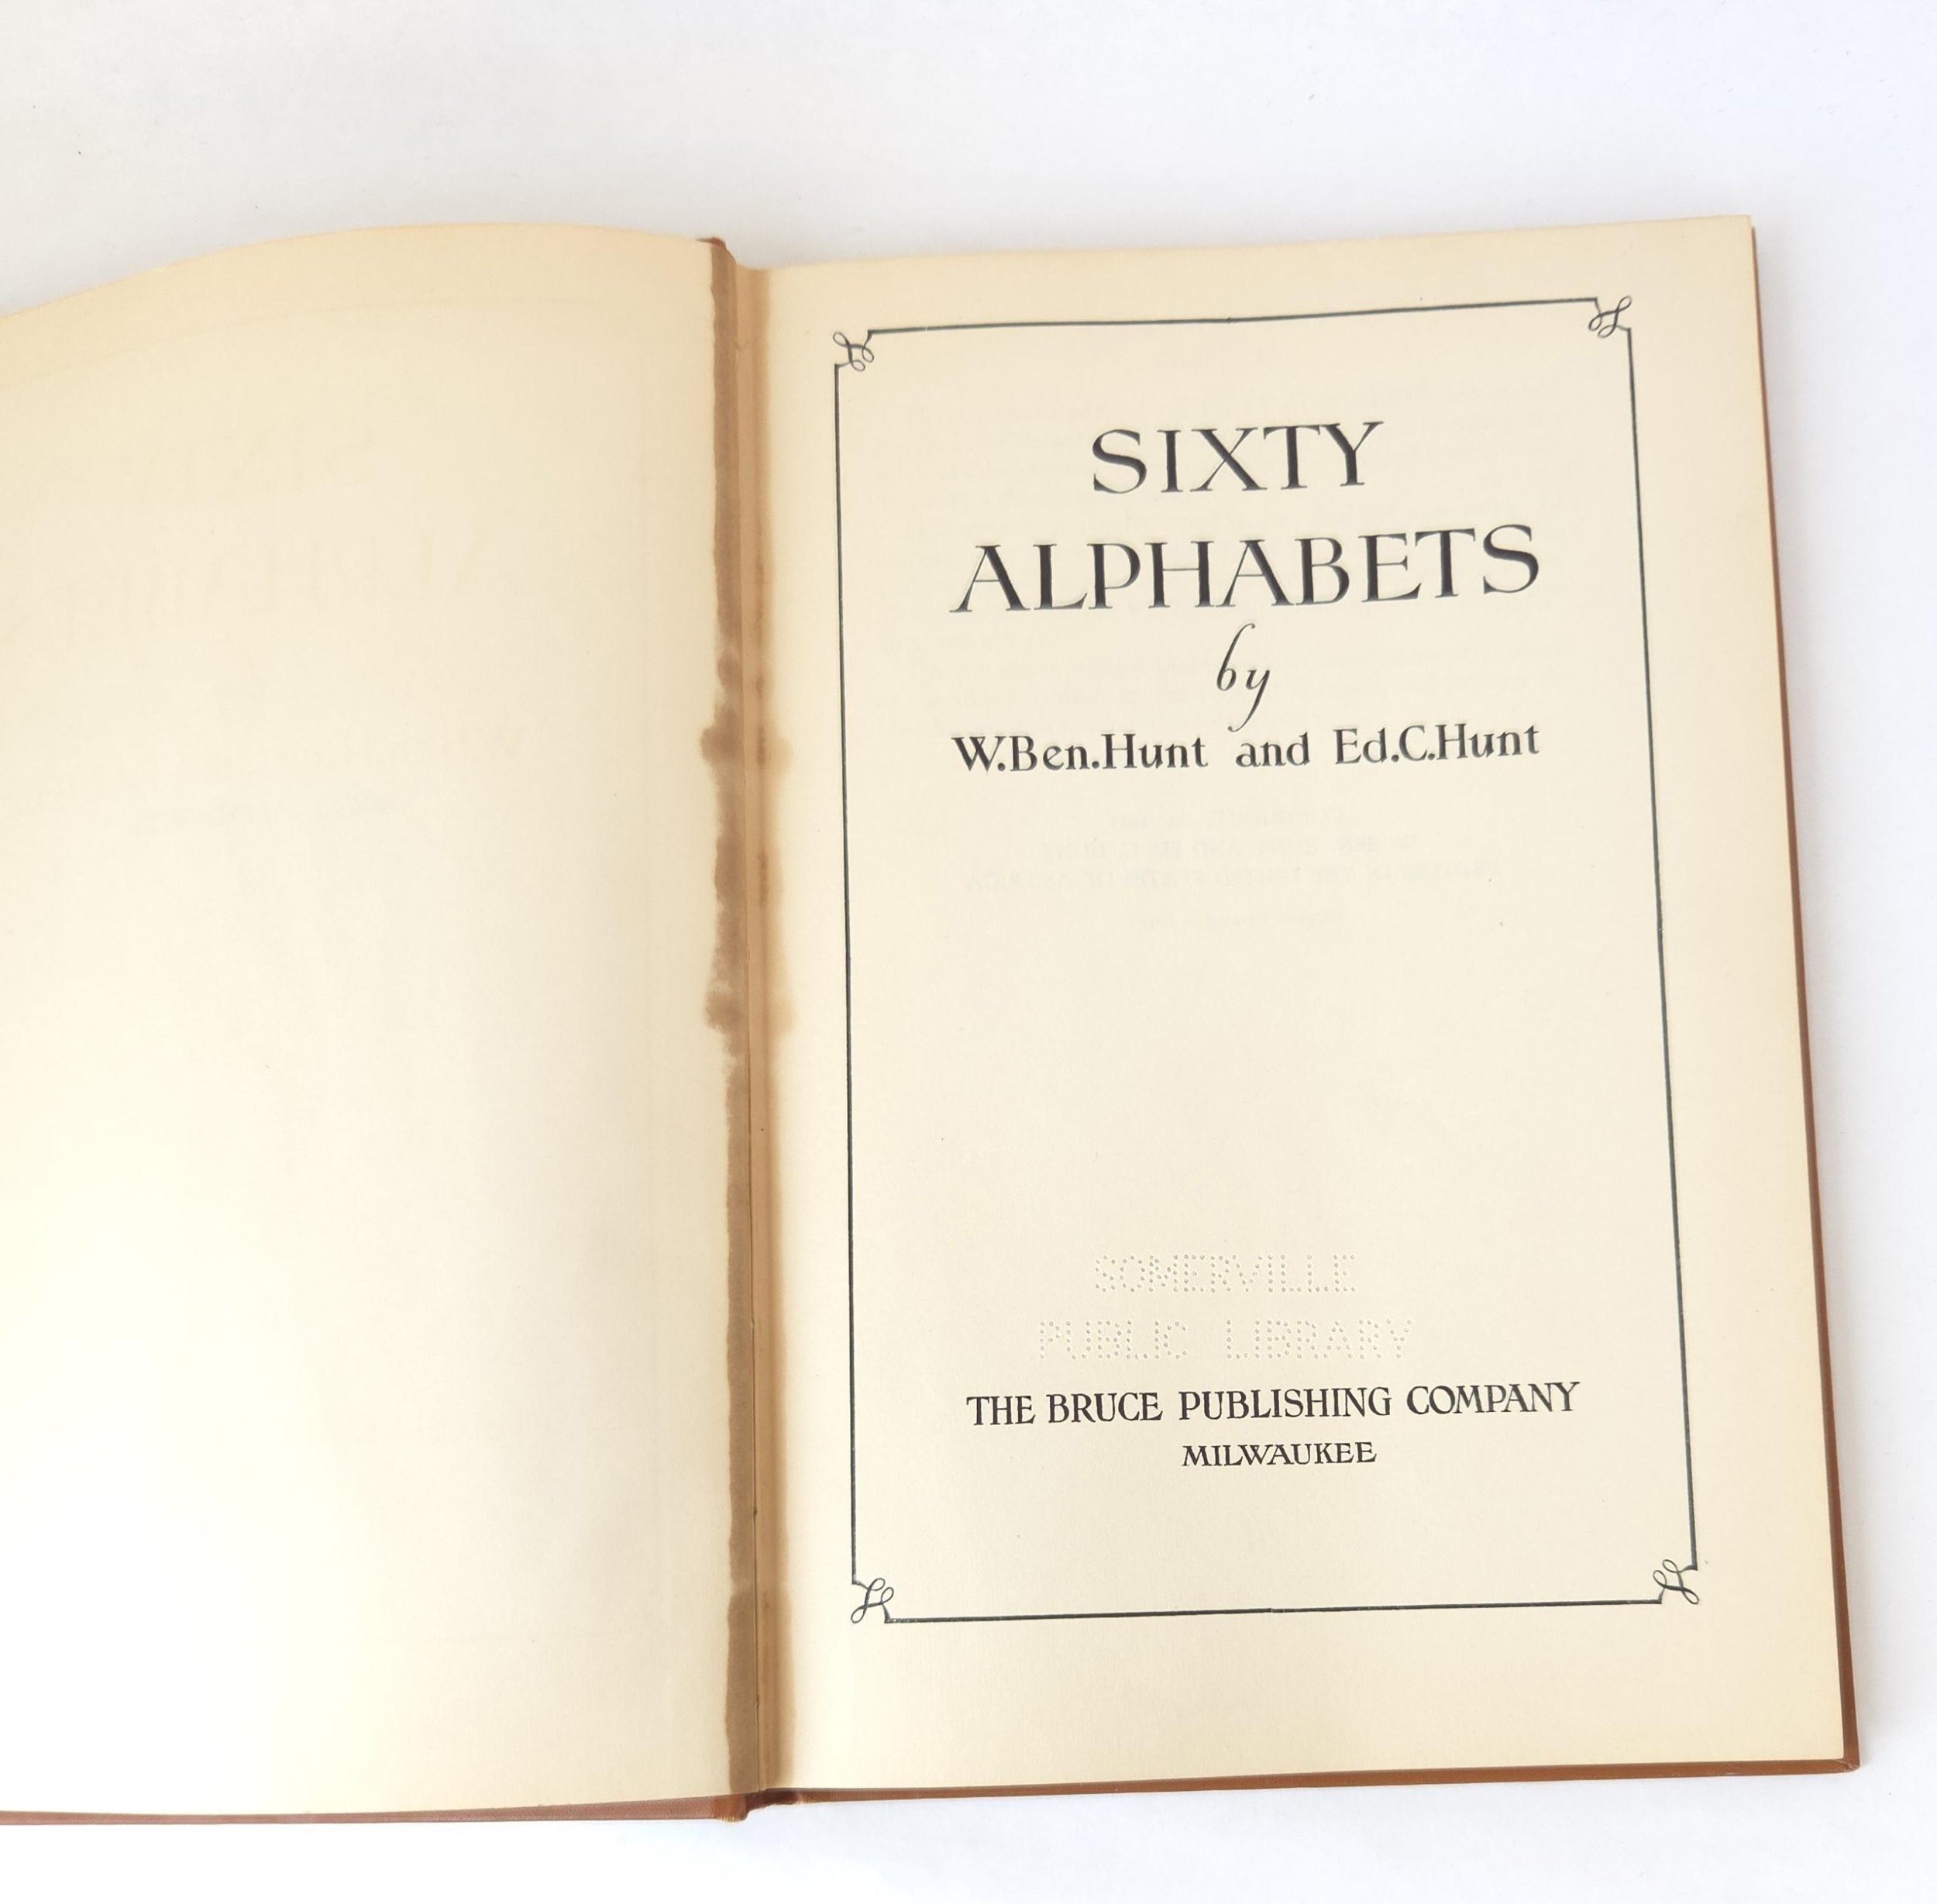 SIXTY
ALPHABETS
by
W.Ben.Hunt and Ed.C.Hunt
SOMERVILLE
PUBLIC LIBRARY
THE BRUCE PUBLISHING COMPANY
MILWAUKEE